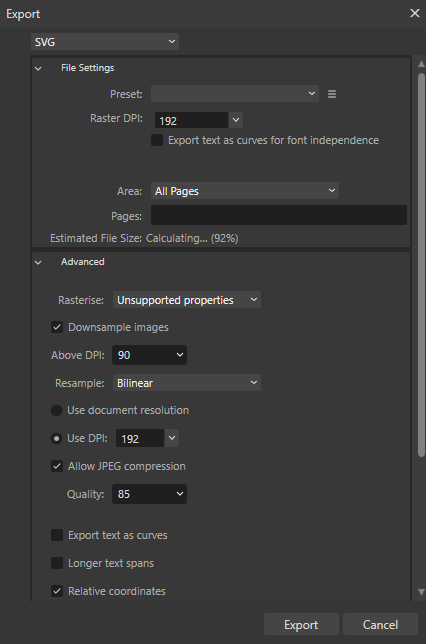 Export
SVG
File Settings
Preset:
Raster DPI: 192
Export text as curves for font independence
Area: All Pages
Pages:
Estimated File Size: Calculating... (92%)
Advanced
Rasterise: Unsupported properties
Downsample images
Above DPI: 90
Resample: Bilinear
Use document resolution
Use DPI: 192
Allow JPEG compression
Quality: 85
Export text as curves
Longer text spans
Relative coordinates
Export Cancel